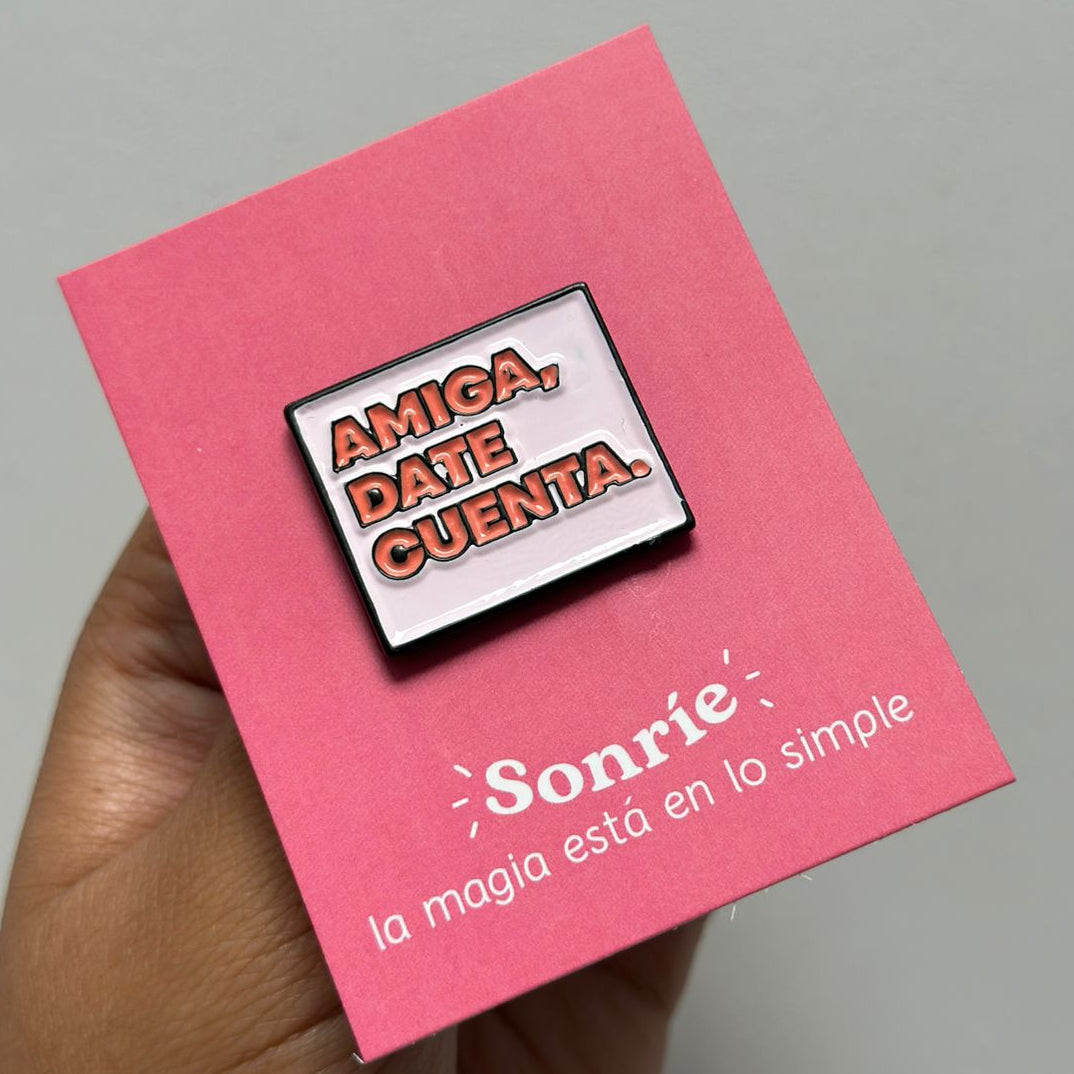 AMIGA,
DATE
CUENTA.
Sonríe
la magia está en lo simple